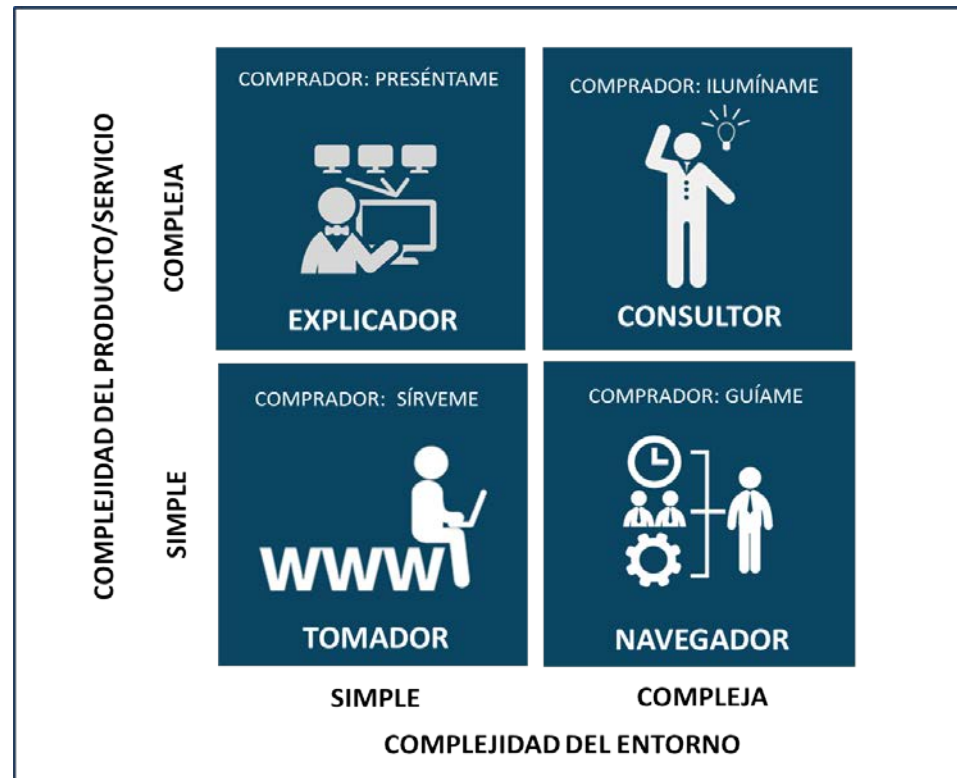 COMPLEJIDAD DEL PRODUCTO/SERVICIO
COMPLEJA
COMPRADOR: PRESÉNTAME
EXPLICADOR
COMPRADOR: ILUMÍNAME
CONSULTOR
SIMPLE
COMPRADOR: SÍRVEME
WWW
TOMADOR
COMPRADOR: GUÍAME
NAVEGADOR
SIMPLE
COMPLEJA
COMPLEJIDAD DEL ENTORNO